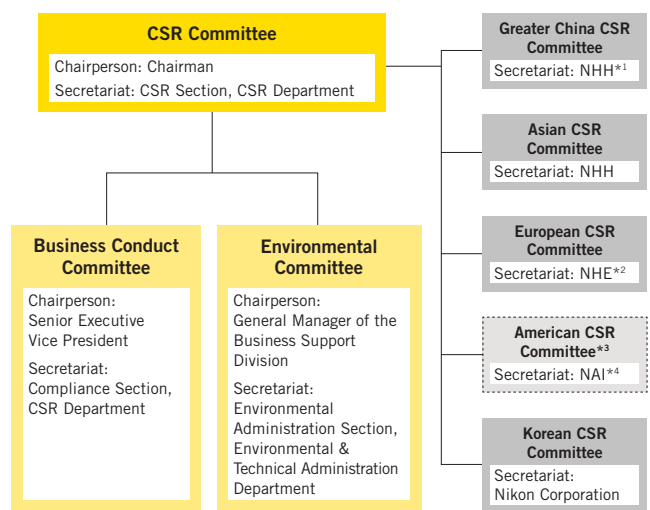 CSR Committee
Chairperson: Chairman
Secretariat: CSR Section, CSR Department
Business Conduct
Committee
Chairperson:
Senior Executive
Vice President
Secretariat:
Compliance Section,
CSR Department
Environmental
Committee
Chairperson:
General Manager of the
Business Support
Division
Secretariat:
Environmental
Administration Section,
Environmental &
Technical Administration
Department
Greater China CSR
Committee
Secretariat: NHH*1
Asian CSR
Committee
Secretariat: NHH
European CSR
Committee
Secretariat: NHE*2
American CSR
Committee*3
Secretariat: NAI*4
Korean CSR
Committee
Secretariat:
Nikon Corporation